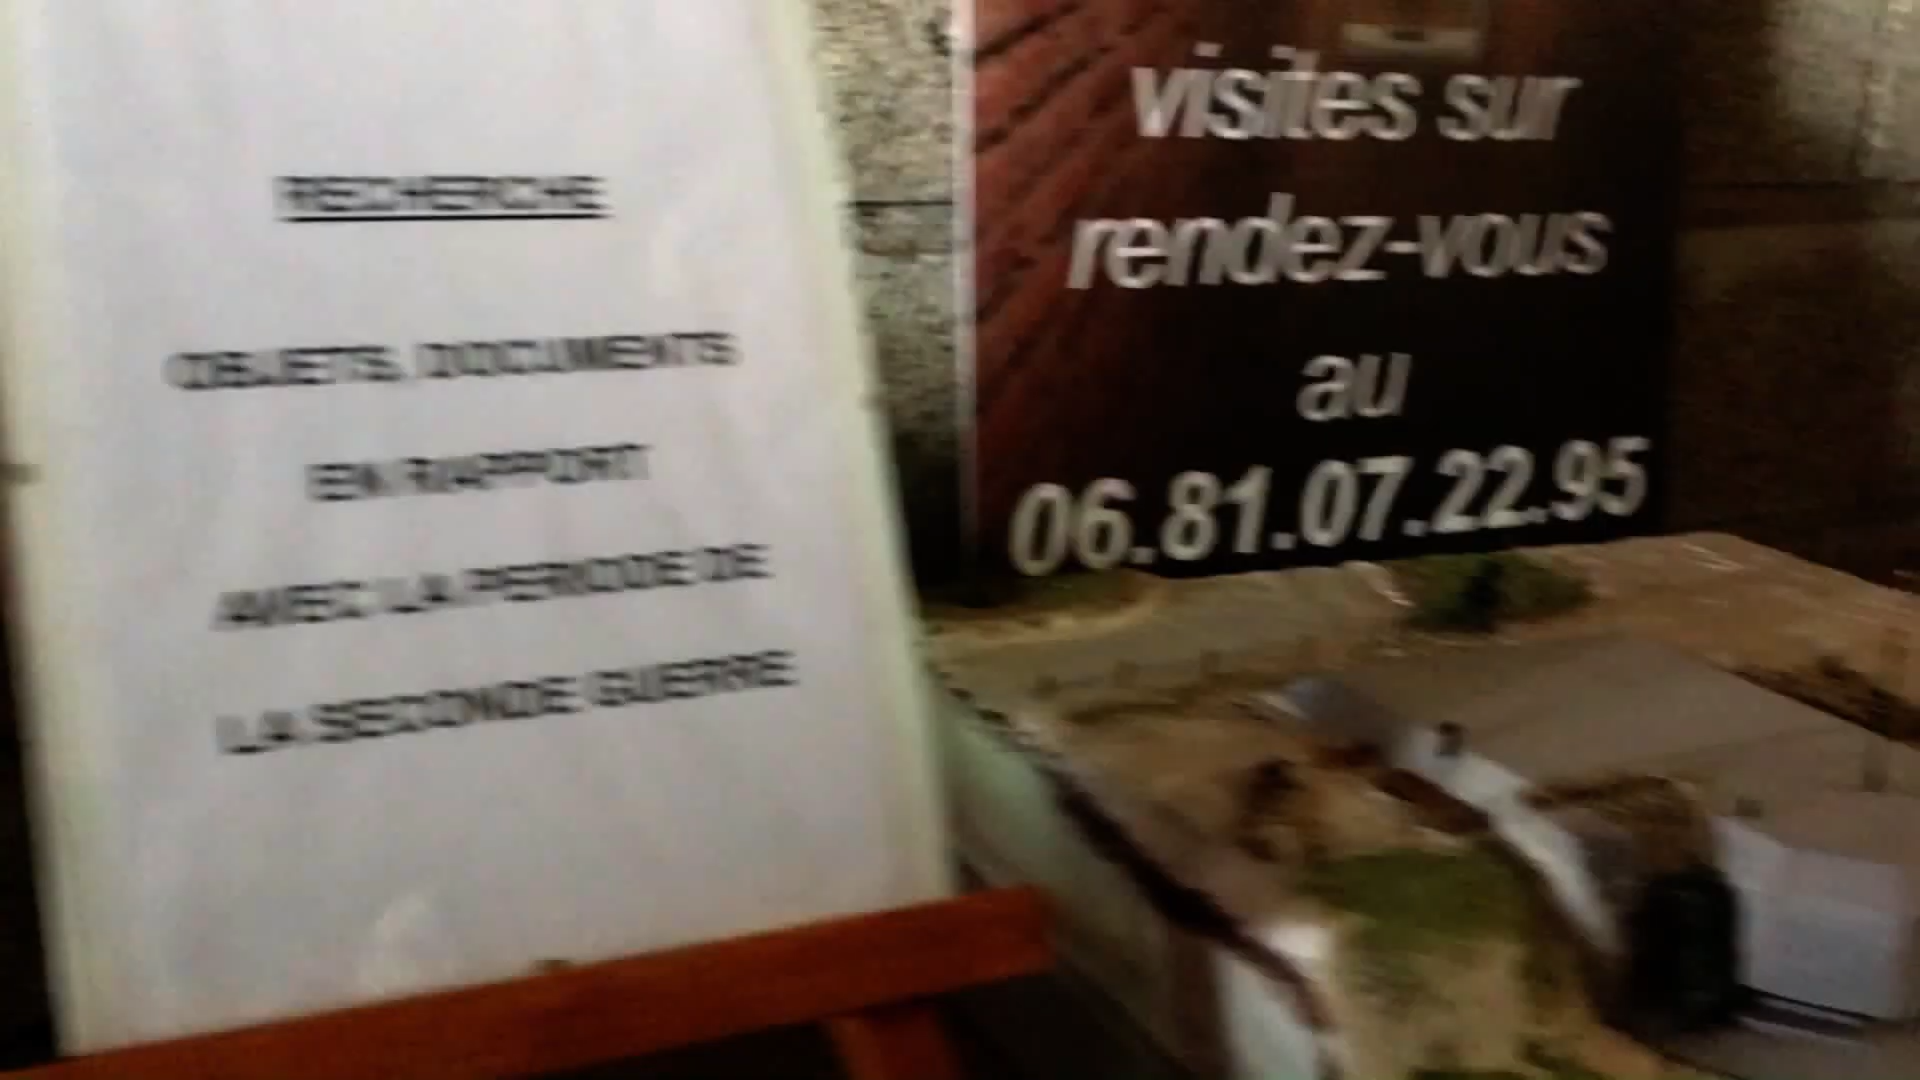 RECHERCHE
OBJETS, DOCUMENTS
EN RAPPORT
AVEC LA PERIODE DE
LA SECONDE GUERRE
visites sur
rendez-vous
au
06.81.07.22.95